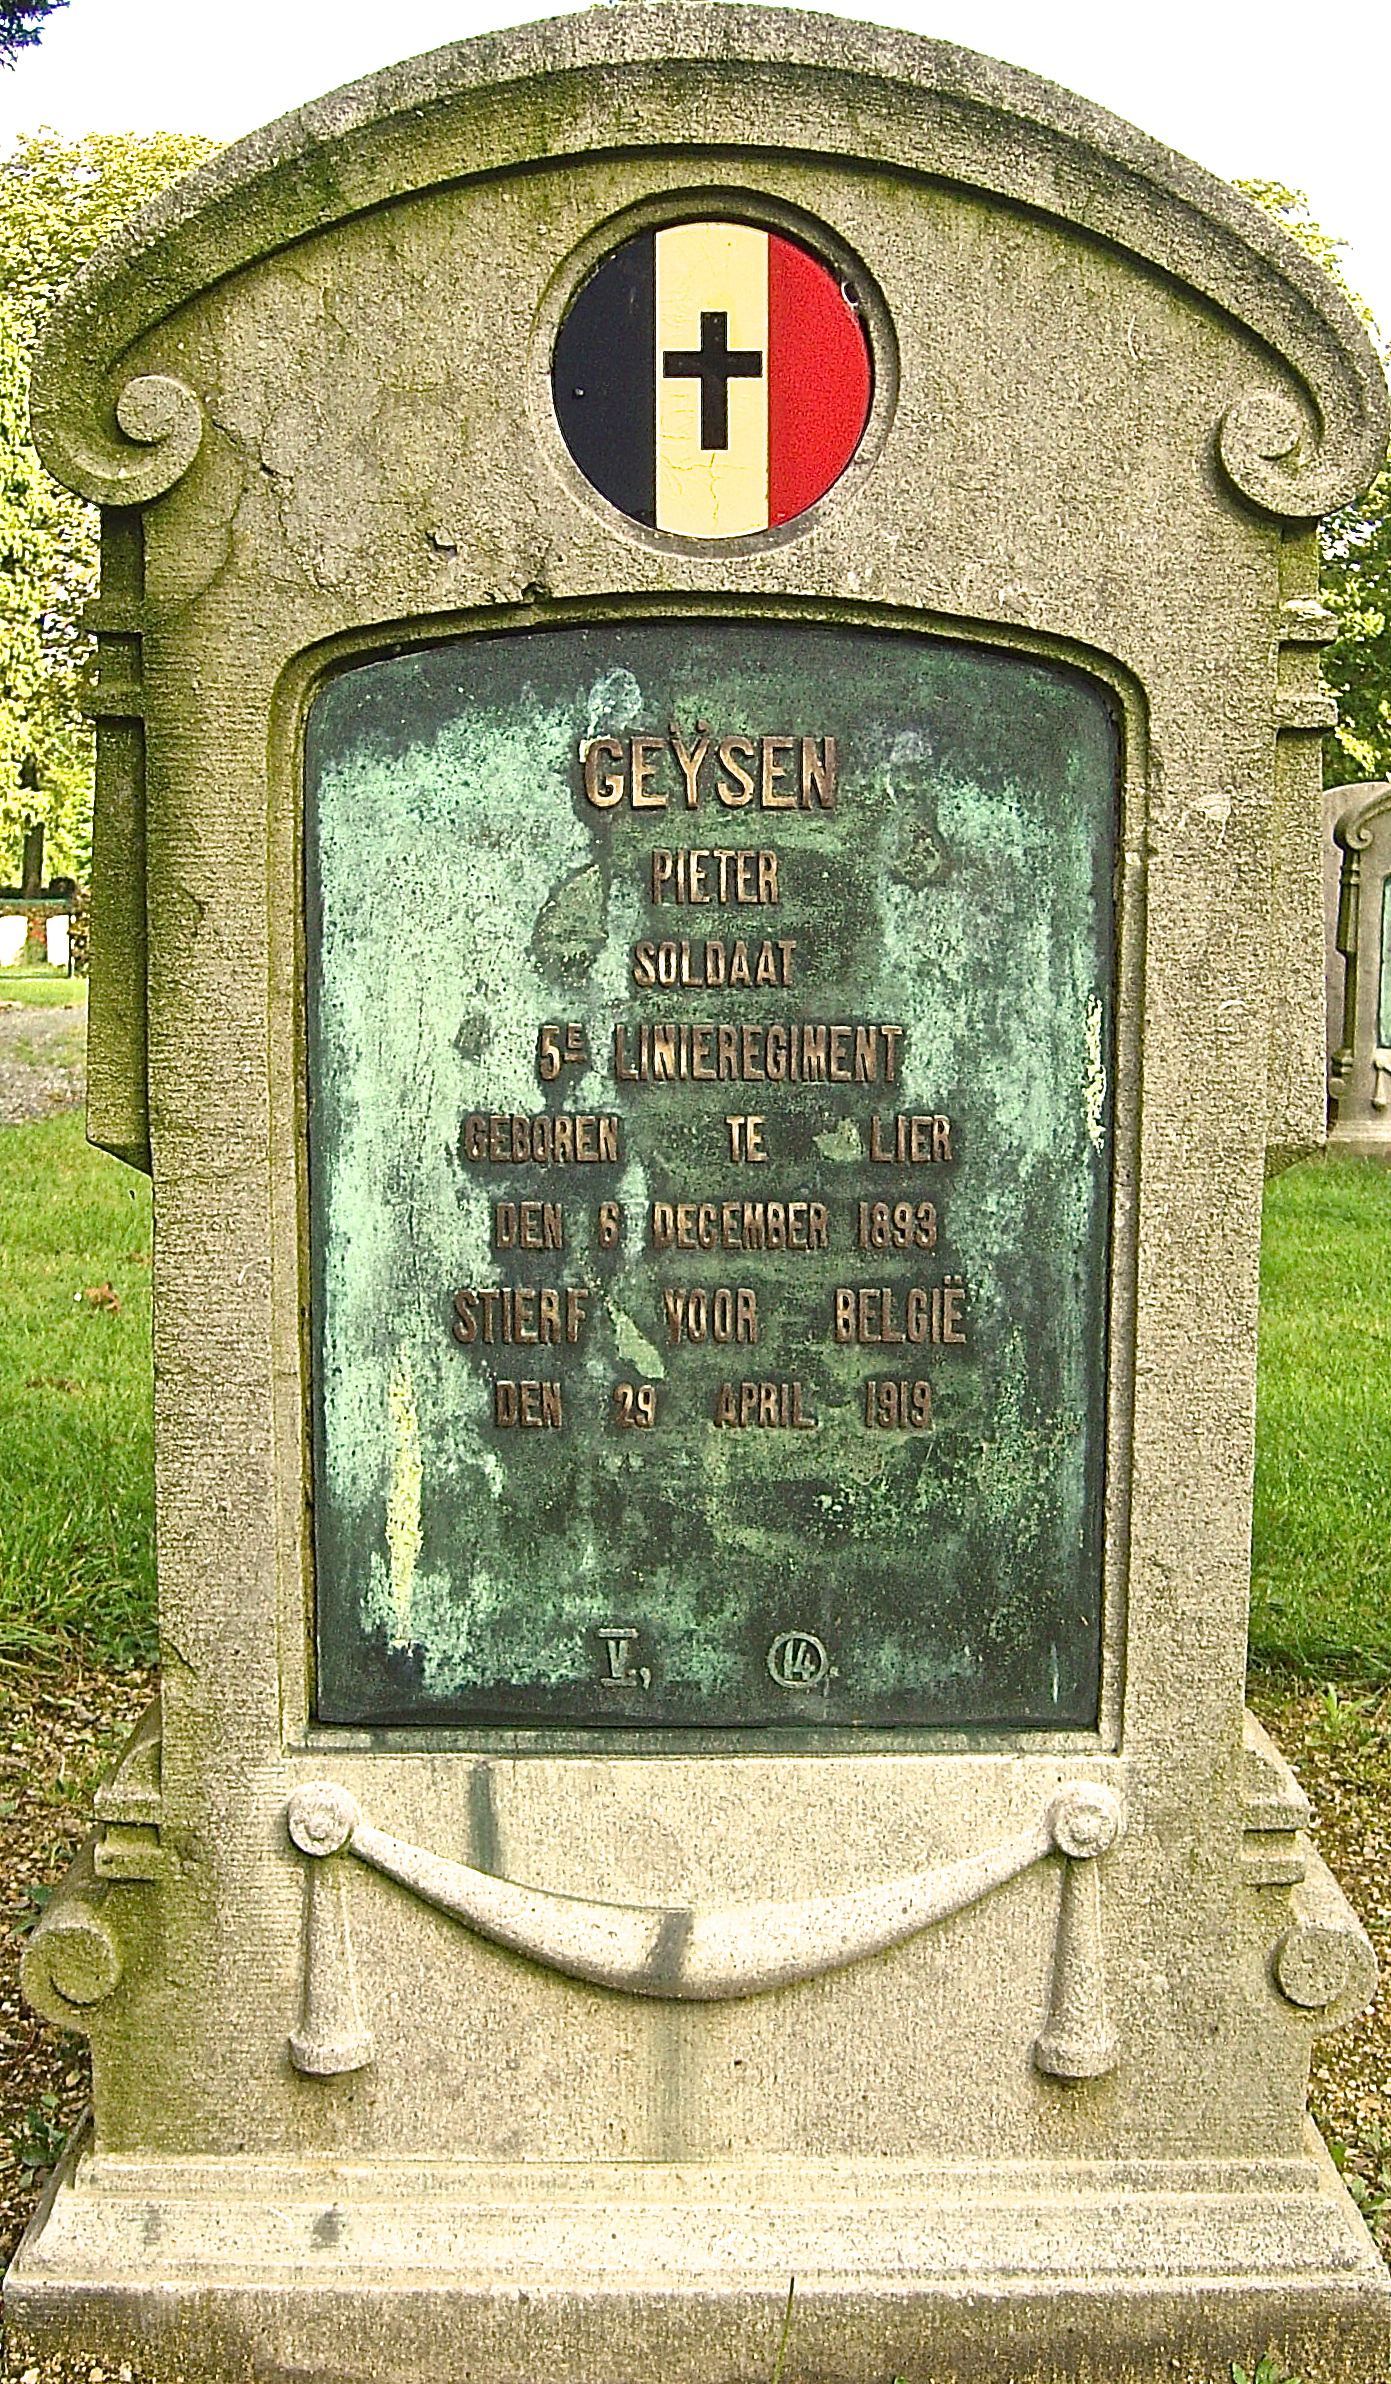 GEŸSEN
PIETER
SOLDAAT
5E LINIEREGIMENT
GEBOREN TE LIER
DEN 6 DECEMBER 1893
STIERF VOOR BELGIË
DEN 29 APRIL 1919
V, 14.